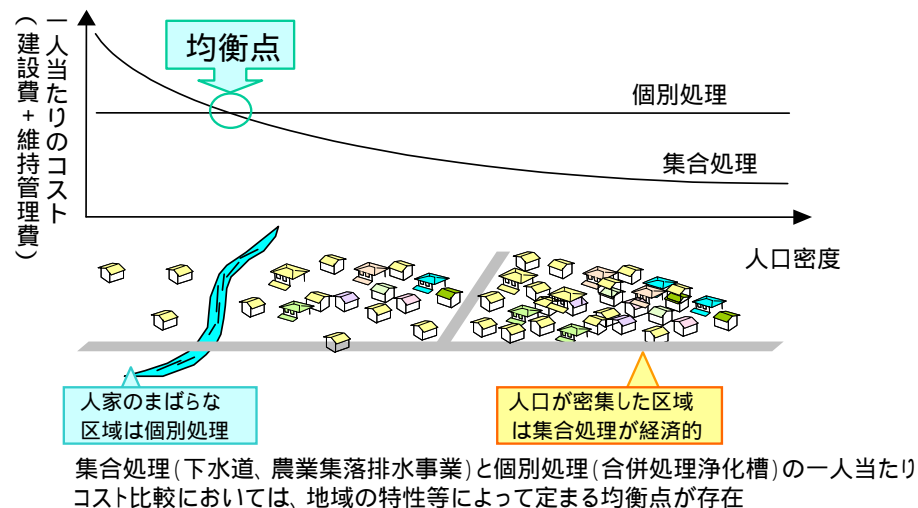 一人当たりのコスト
(建設費+維持管理費)
均衡点
個別処理
集合処理
人口密度
人家のまばらな
区域は個別処理
人口が密集した区域
は集合処理が経済的
集合処理(下水道、農業集落排水事業)と個別処理(合併処理浄化槽)の一人当たり
コスト比較においては、地域の特性等によって定まる均衡点が存在